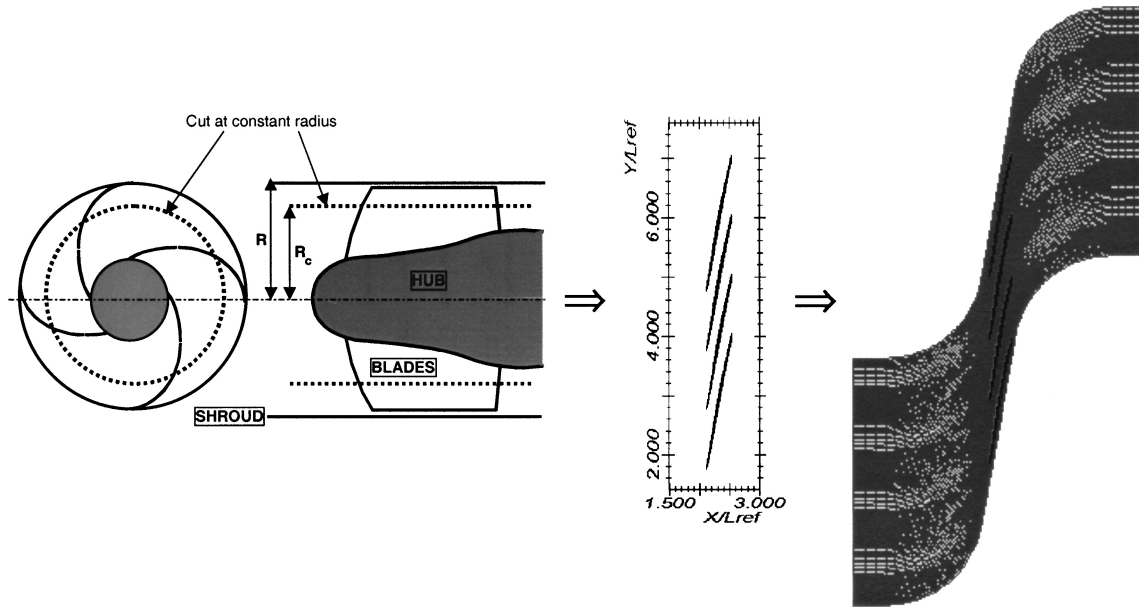 Cut at constant radius
R
Rc
HUB
BLADES
SHROUD
Y/Lref
6.000
4.000
2.000
1.500
3.000
X/Lref